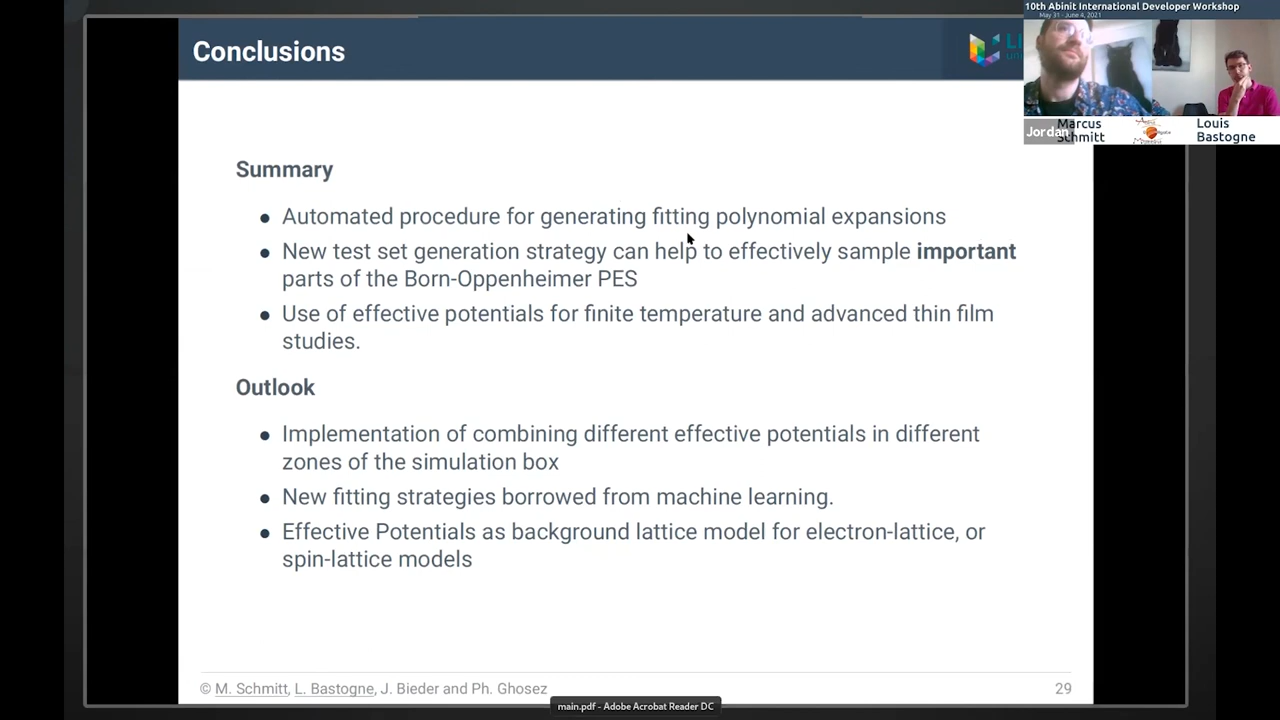 10th Abinit International Developer Workshop
May 31 - June 4, 2021
Conclusions
Jordan
Marcus
Schmitt
Louis
Bastogne
Summary
● Automated procedure for generating fitting polynomial expansions
● New test set generation strategy can help to effectively sample important
parts of the Born-Oppenheimer PES
● Use of effective potentials for finite temperature and advanced thin film
studies.
Outlook
● Implementation of combining different effective potentials in different
zones of the simulation box
● New fitting strategies borrowed from machine learning.
● Effective Potentials as background lattice model for electron-lattice, or
spin-lattice models
© M. Schmitt, L. Bastogne, J. Bieder and Ph. Ghosez
29
main.pdf - Adobe Acrobat Reader DC